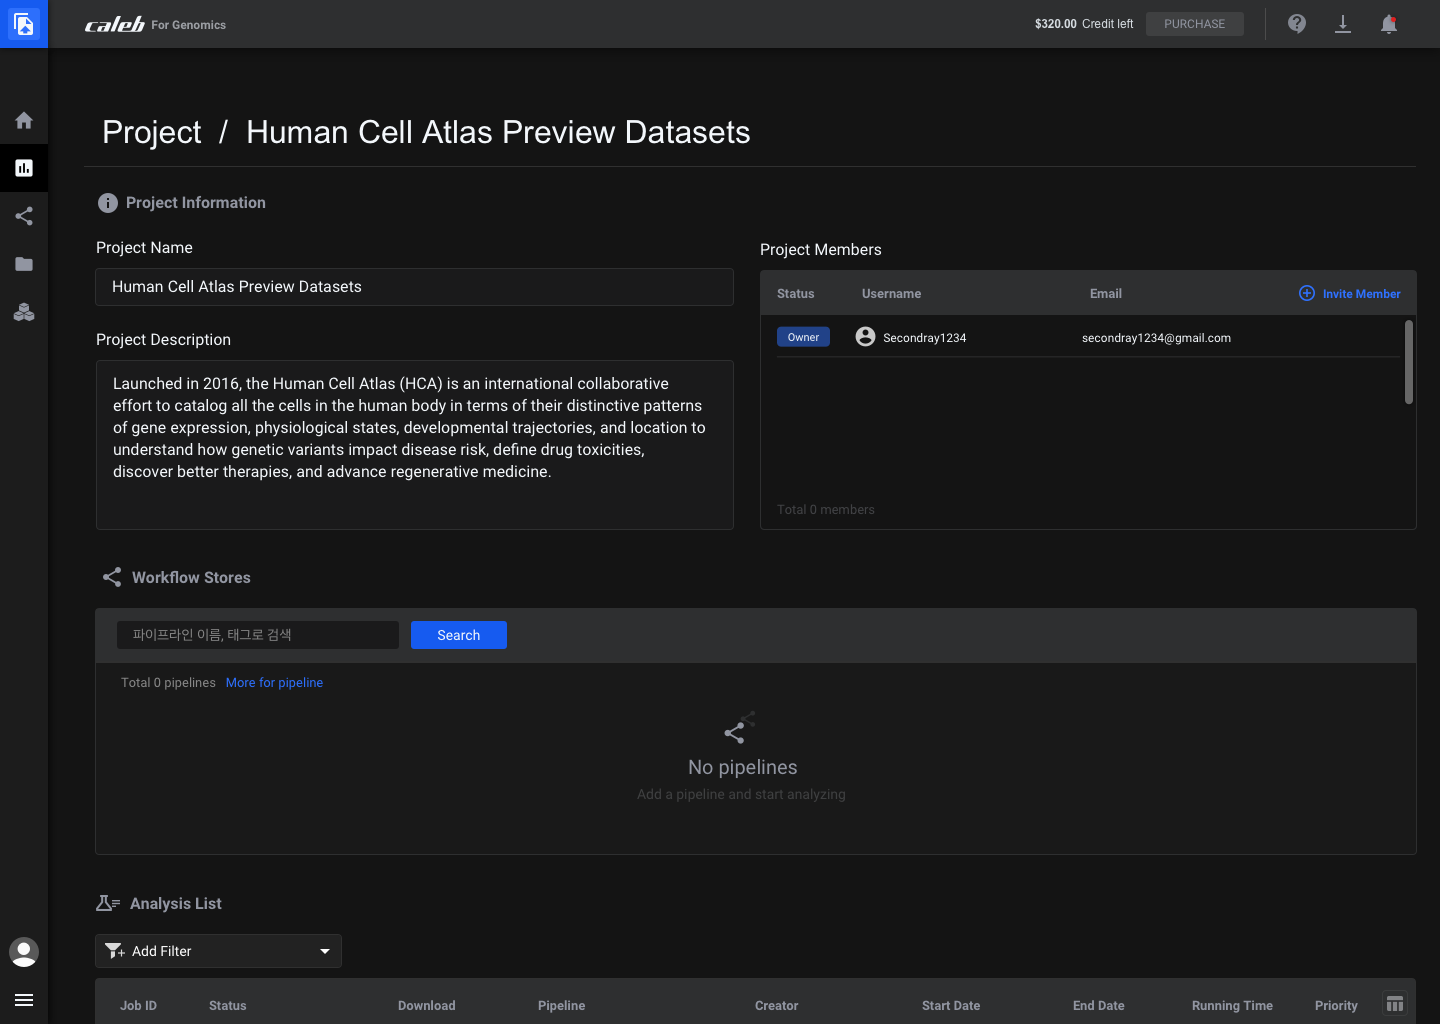 caleb For Genomics
$320.00 Credit left PURCHASE
Project / Human Cell Atlas Preview Datasets
Project Information
Project Name
Human Cell Atlas Preview Datasets
Project Description
Launched in 2016, the Human Cell Atlas (HCA) is an international collaborative
effort to catalog all the cells in the human body in terms of their distinctive patterns
of gene expression, physiological states, developmental trajectories, and location to
understand how genetic variants impact disease risk, define drug toxicities,
discover better therapies, and advance regenerative medicine.
Project Members
Status Username Email Invite Member
Owner Secondray1234 secondray1234@gmail.com
Total 0 members
Workflow Stores
파이프라인 이름, 태그로 검색 Search
Total 0 pipelines More for pipeline
No pipelines
Add a pipeline and start analyzing
Analysis List
Add Filter
Job ID Status Download Pipeline Creator Start Date End Date Running Time Priority